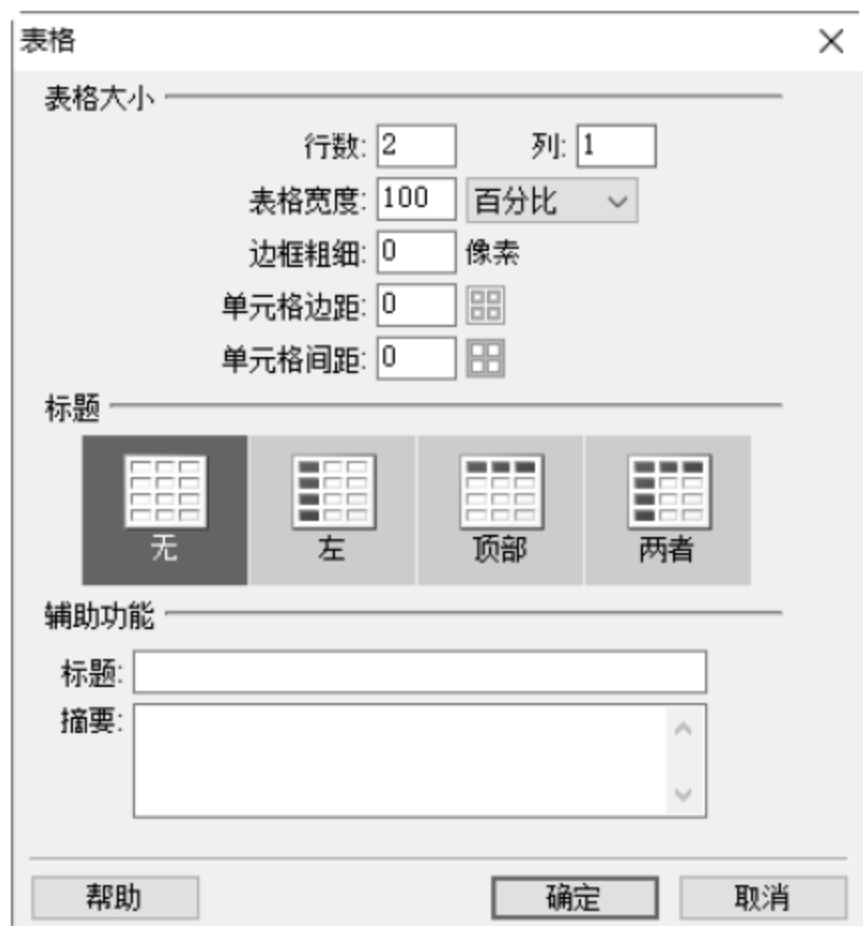 表格
表格大小
行数: 2 列: 1
表格宽度: 100 百分比
边框粗细: 0 像素
单元格边距: 0
单元格间距: 0
标题
无 左 顶部 两者
辅助功能
标题:
摘要:
帮助 确定 取消